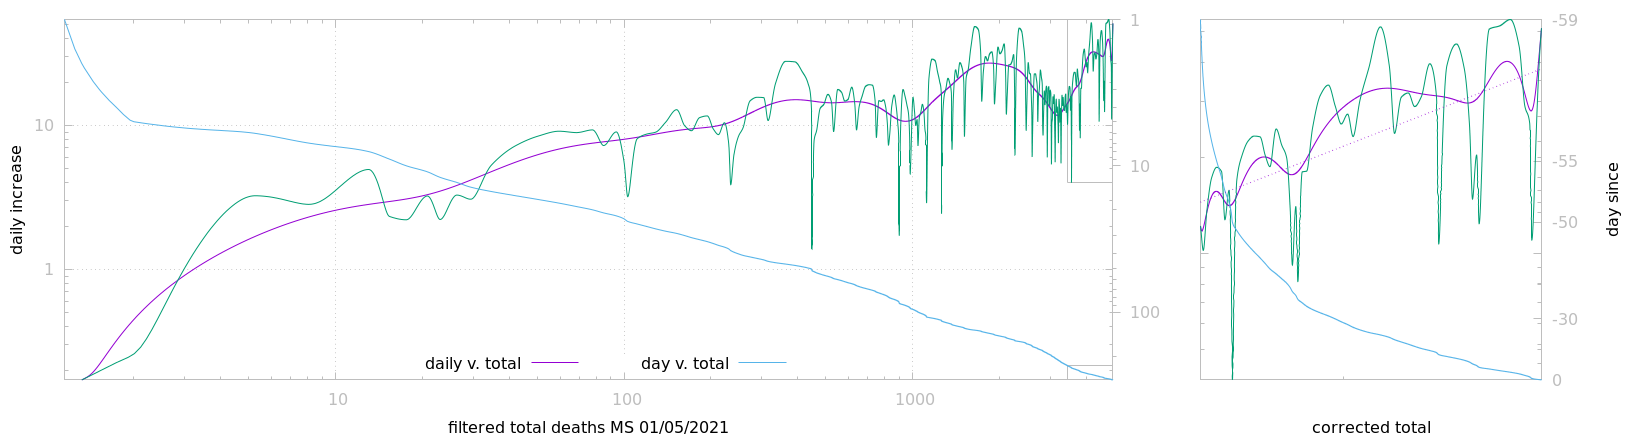 daily increase
10
1
daily v. total
day v. total
10
100
1000
filtered total deaths MS 01/05/2021
1
10
100
-59
-55
-50
-30
0
day since
corrected total